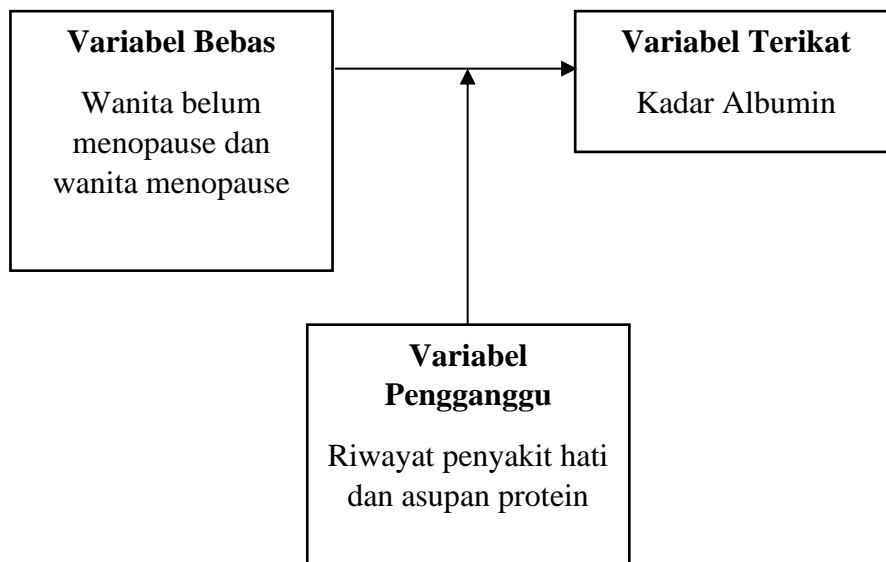 Variabel Bebas
Wanita belum
menopause dan
wanita menopause
Variabel Terikat
Kadar Albumin
Variabel
Pengganggu
Riwayat penyakit hati
dan asupan protein